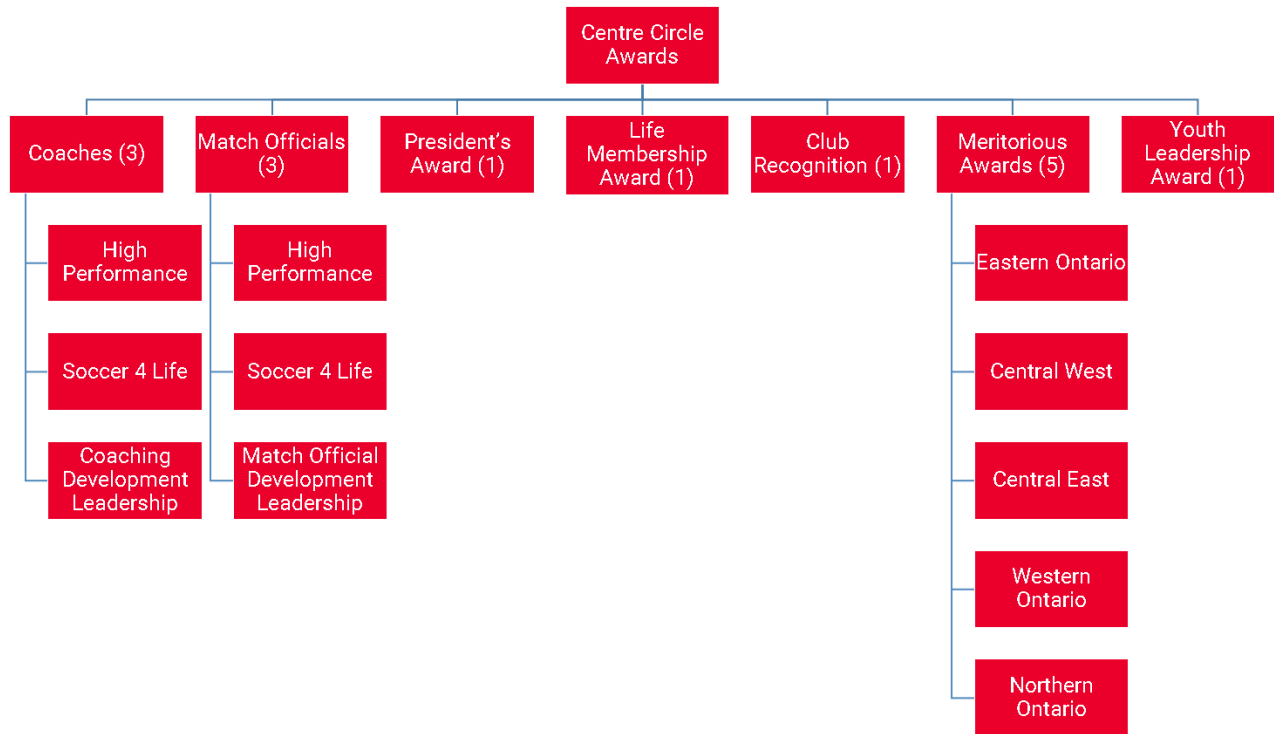 Centre Circle
Awards
Coaches (3)
Match Officials
(3)
President's
Award (1)
Life
Membership
Award (1)
Club
Recognition (1)
Meritorious
Awards (5)
Youth
Leadership
Award (1)
High
Performance
Soccer 4 Life
Coaching
Development
Leadership
High
Performance
Soccer 4 Life
Match Official
Development
Leadership
Eastern Ontario
Central West
Central East
Western
Ontario
Northern
Ontario